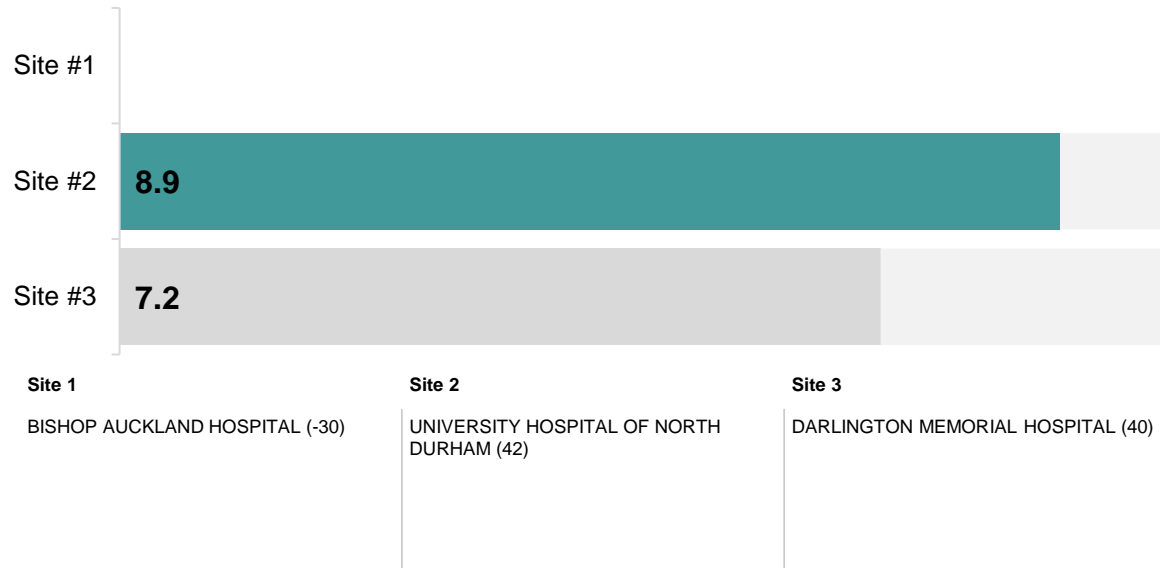 Site #1
Site #2
8.9
Site #3
7.2
Site 1
BISHOP AUCKLAND HOSPITAL (-30)
Site 2
UNIVERSITY HOSPITAL OF NORTH
DURHAM (42)
Site 3
DARLINGTON MEMORIAL HOSPITAL (40)